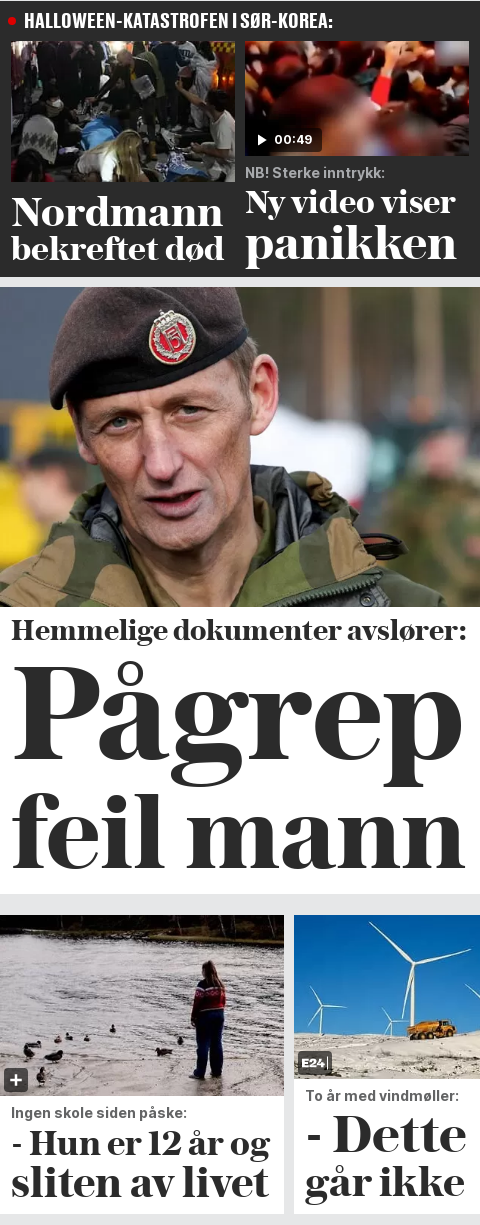 HALLOWEEN-KATASTROFEN I SØR-KOREA:
00:49
Nordmann
bekreftet død
NB! Sterke inntrykk:
Ny video viser
panikken
Hemmelige dokumenter avslører:
Pågrep
feil mann
Ingen skole siden påske:
- Hun er 12 år og
sliten av livet
E24
To år med vindmøller:
- Dette
går ikke